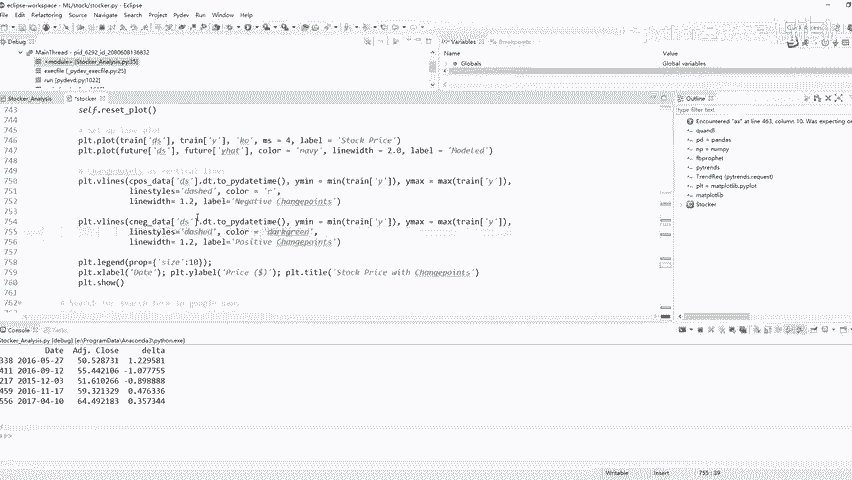 eclipse-workspace - ML/stock/stocker.py - Eclipse
File Edit Refactoring Source Navigate Search Project Pydev Run Window Help
Debug
MainThread - pid_6292_id_2080608136832
<module> [Stocker_Analysis.py:35]
execfile [_pydev_execfile.py:25]
run [pydevd.py:1022]
Variables Breakpoints
Name Value
Globals Global variables
Stocker_Analysis *stocker
743 self.reset_plot()
744
745
746 plt.plot(train['ds'], train['y'], 'ko', ms = 4, label = 'Stock Price')
747 plt.plot(future['ds'], future['yhat'], color = 'navy', linewidth = 2.0, label = 'Modeled')
749 # Changepoints as vertical lines
750 plt.vlines(cpos_data['ds'].dt.to_pydatetime(), ymin = min(train['y']), ymax = max(train['y']),
751 linestyles='dashed', color = 'r',
752 linewidth= 1.2, label='Negative Changepoints')
753
754 plt.vlines(cneg_data['ds'].dt.to_pydatetime(), ymin = min(train['y']), ymax = max(train['y']),
755 linestyles='dashed', color = 'darkgreen',
756 linewidth= 1.2, label='Positive Changepoints')
758 plt.legend(prop={'size':10});
759 plt.xlabel('Date'); plt.ylabel('Price ($)'); plt.title('Stock Price with Changepoints')
760 plt.show()
761
762 # Search for search term in google news
Outline
type filter text
Encountered "ax" at line 463, column 10. Was expecting on
quandl
pd = pandas
np = numpy
fbprophet
pytrends
TrendReq (pytrends.request)
plt = matplotlib.pyplot
matplotlib
Stocker
Console Tasks
Stocker_Analysis.py [debug] [e:\ProgramData\Anaconda3\python.exe]
Date Adj. Close delta
338 2016-05-27 50.528731 1.229581
411 2016-09-12 55.442106 -1.077755
217 2015-12-03 51.610266 -0.898888
459 2016-11-17 59.321329 0.476336
556 2017-04-10 64.492183 0.357344
Writable Insert 755 : 39